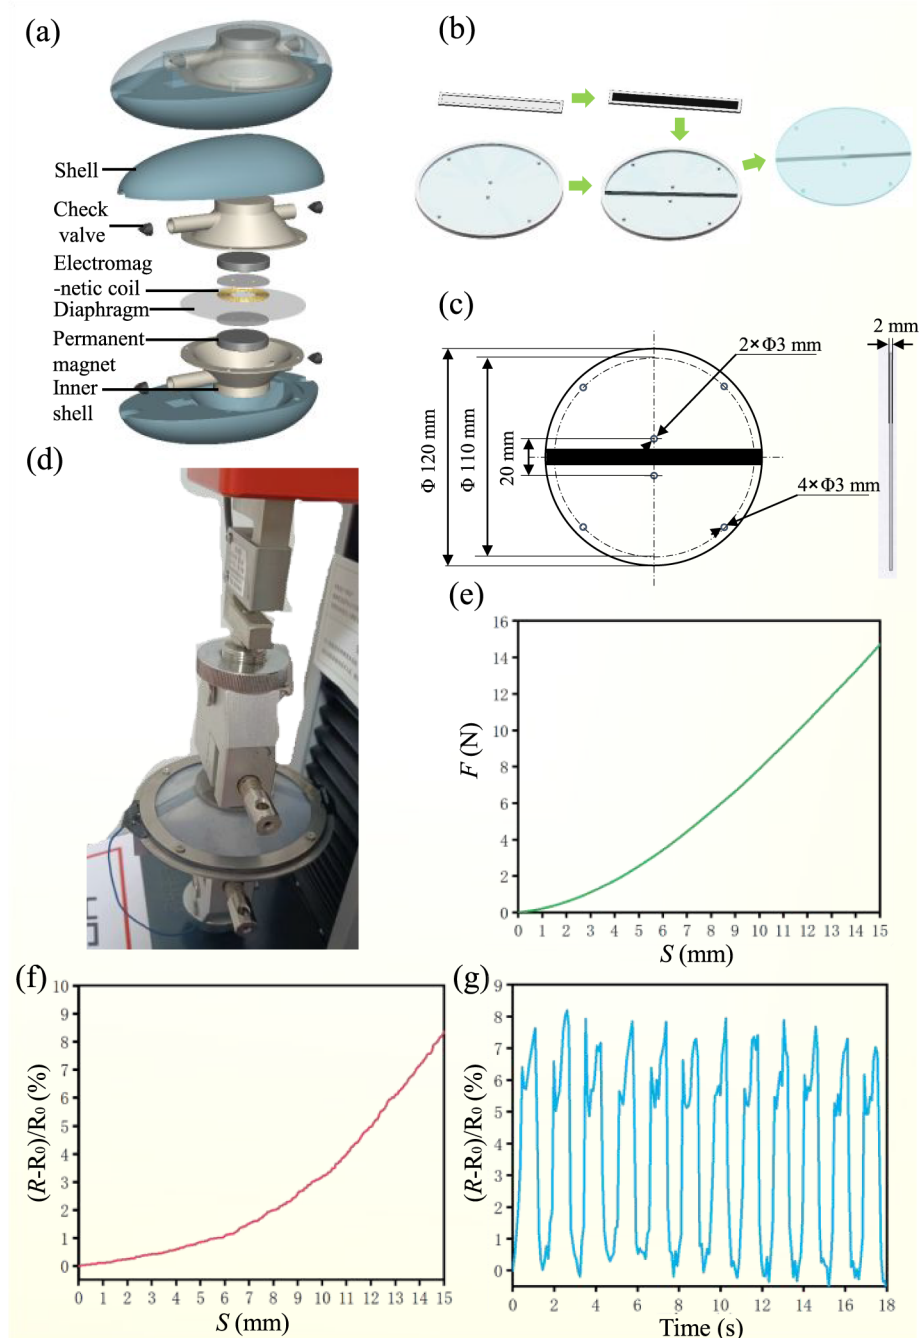 (a)
Shell
Check
valve
Electromag
-netic coil
Diaphragm
Permanent
magnet
Inner
shell
(b)
(c)
2 mm
2×Φ3 mm
Φ 120 mm
Φ 110 mm
20 mm
4×Φ3 mm
(d)
(e)
16
14
12
10
8
6
4
2
0
F (N)
0 1 2 3 4 5 6 7 8 9 10 11 12 13 14 15
S (mm)
(f)
10
9
8
7
6
5
4
3
2
1
0
(R-R₀)/R₀ (%)
0 1 2 3 4 5 6 7 8 9 10 11 12 13 14 15
S (mm)
(g)
9
8
7
6
5
4
3
2
1
0
(R-R₀)/R₀ (%)
0 2 4 6 8 10 12 14 16 18
Time (s)